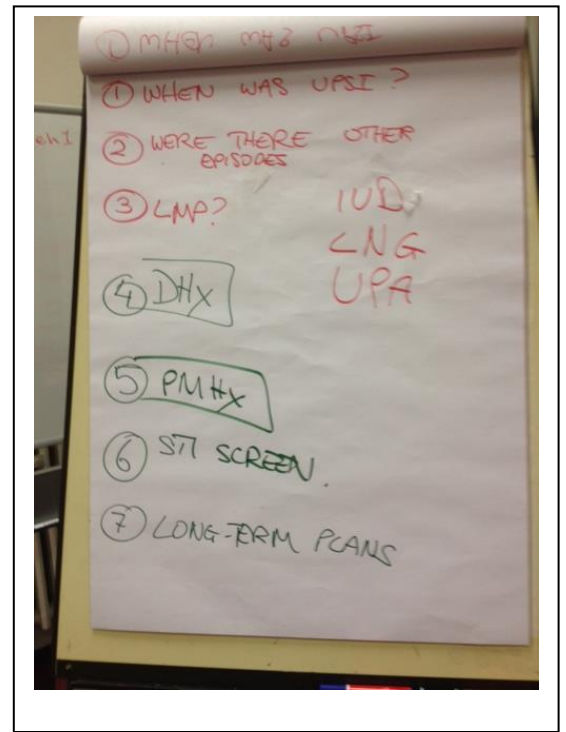 ① WHEN WAS UPSI?
② WERE THERE OTHER
EPISODES
③ LMP?
IUD
LNG
UPA
④ DHx
⑤ PMHx
⑥ STI SCREEN.
⑦ LONG-TERM PLANS